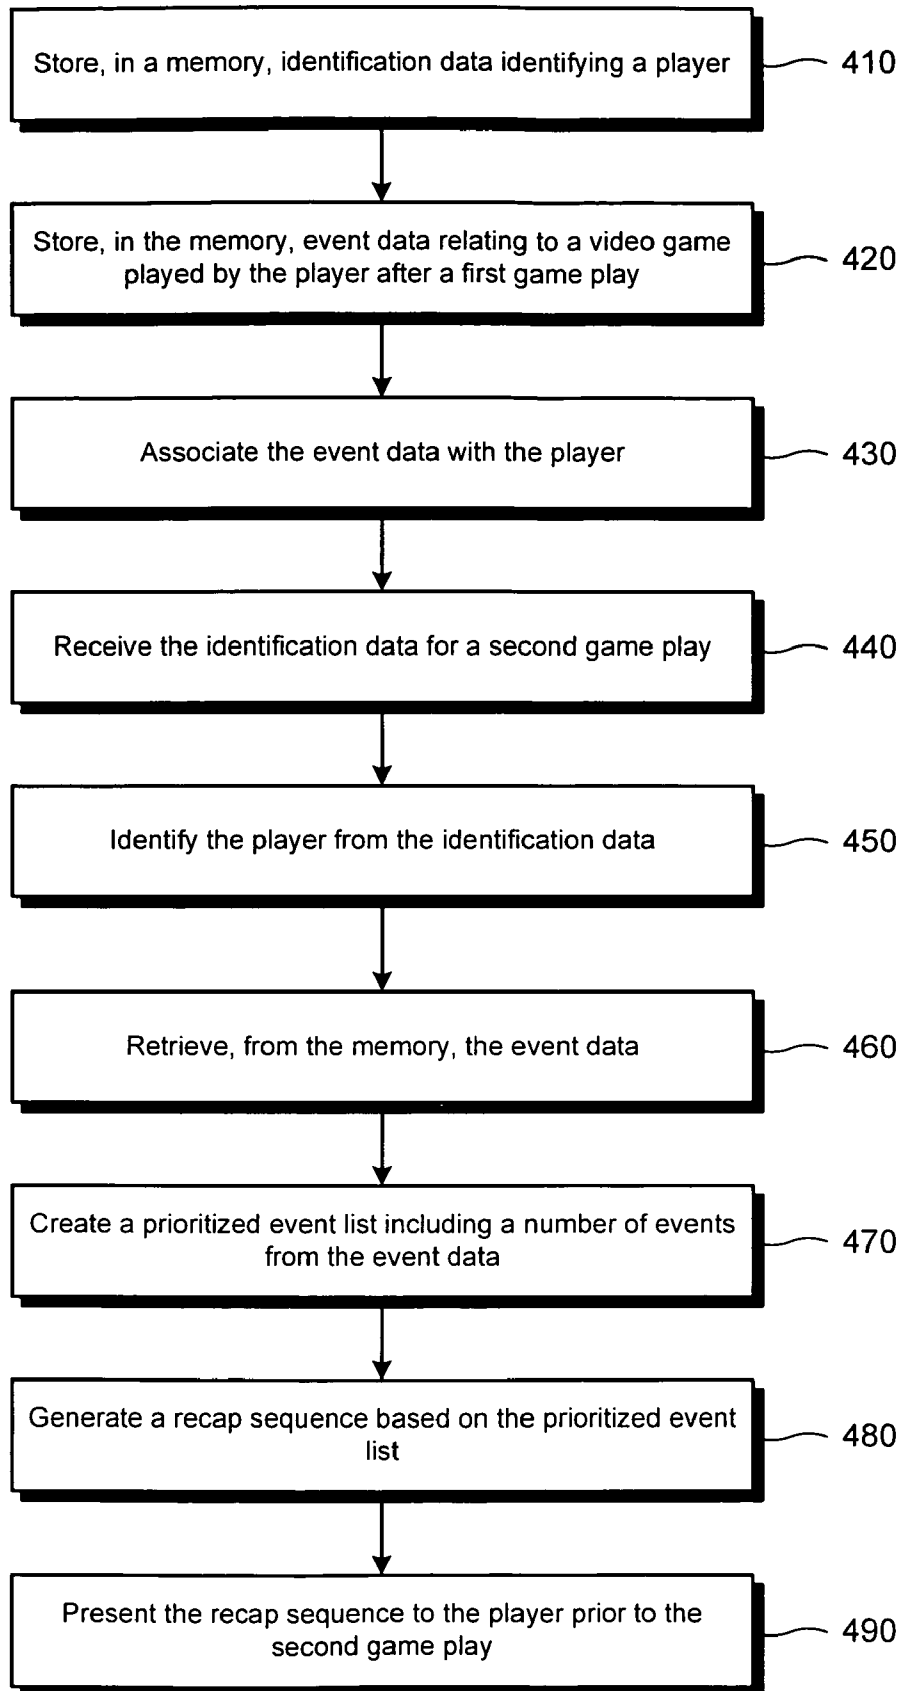 Store, in a memory, identification data identifying a player
410
Store, in the memory, event data relating to a video game
played by the player after a first game play
420
Associate the event data with the player
430
Receive the identification data for a second game play
440
Identify the player from the identification data
450
Retrieve, from the memory, the event data
460
Create a prioritized event list including a number of events
from the event data
470
Generate a recap sequence based on the prioritized event
list
480
Present the recap sequence to the player prior to the
second game play
490